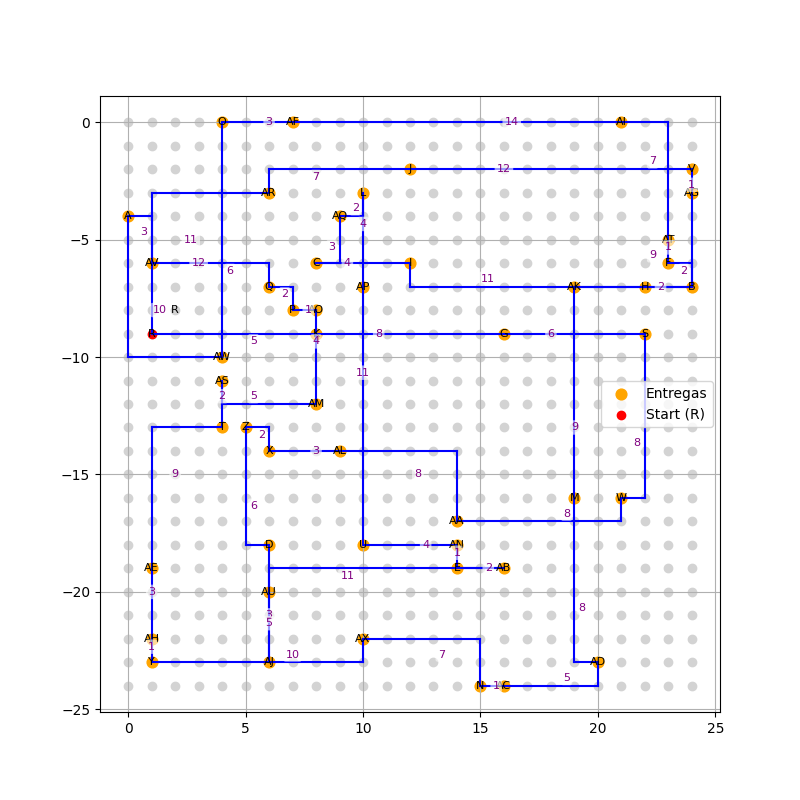 0
O 3 AF 14 AI
7
7 J 12 V
1
AR L AG
2
A AO 4
3
−5 11 3 AT
1
9
AV 12 6 C 4 I F
2
Q 2 AP 11 AK H 2 B
10 R P 1
5 K 4 8 G 6 S
−10 AW
11
AS
2 5 AM
Entregas
Start (R)
T Z 2 9
8
X 3 AL
−15 9 8
M W
6 8
AA
D U 4 AN
1
AE 11 E 2 AB
−20 3 AU
3
5 8
AH AX
1
Y AJ 10 7 AD
N 1 5
−25
0 5 10 15 20 25